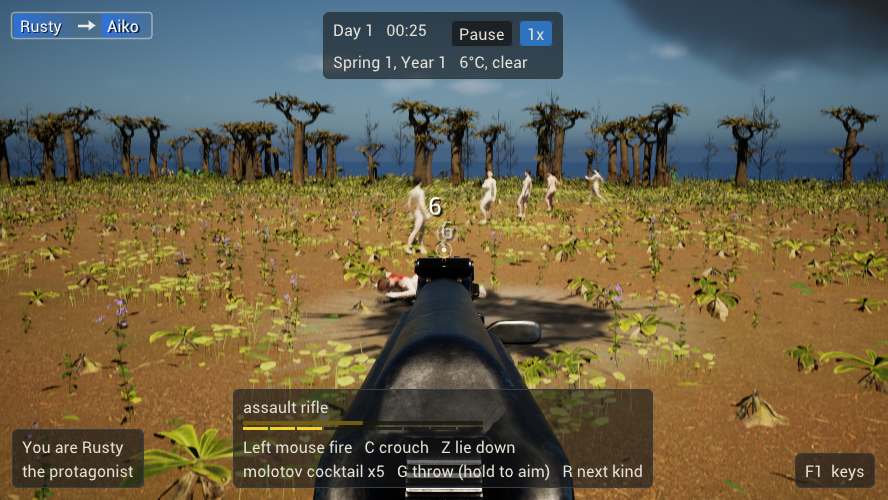 Rusty → Aiko
Day 1 00:25 Pause 1x
Spring 1, Year 1 6°C, clear
6
6
assault rifle
Left mouse fire C crouch Z lie down
molotov cocktail x5 G throw (hold to aim) R next kind
You are Rusty
the protagonist
F1 keys